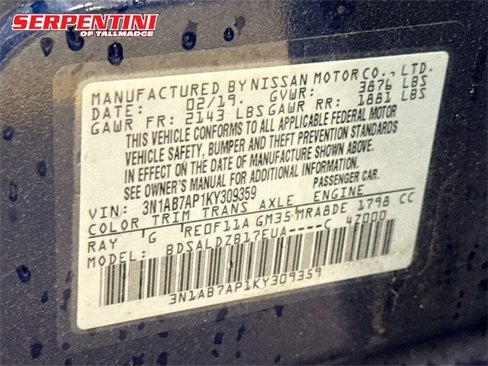 SERPENTINI
OF TALLMADGE
MANUFACTURED BY NISSAN MOTOR CO., LTD.
DATE: 02/19. GVWR: 3876 LBS
GAWR FR: 2143 LBS GAWR RR: 1881 LBS
THIS VEHICLE CONFORMS TO ALL APPLICABLE FEDERAL MOTOR
VEHICLE SAFETY, BUMPER AND THEFT PREVENTION STANDARDS
IN EFFECT ON THE DATE OF MANUFACTURE SHOWN ABOVE.
SEE OWNER'S MANUAL FOR MORE INFORMATION
VIN: 3N1AB7AP1KY309359 PASSENGER CAR.
COLOR TRIM TRANS AXLE ENGINE
RAY G RE0F11A GM35 MRA8DE 1798 CC
MODEL: BDSALDZB17EUA----C 4Z000
3N1AB7AP1KY309359